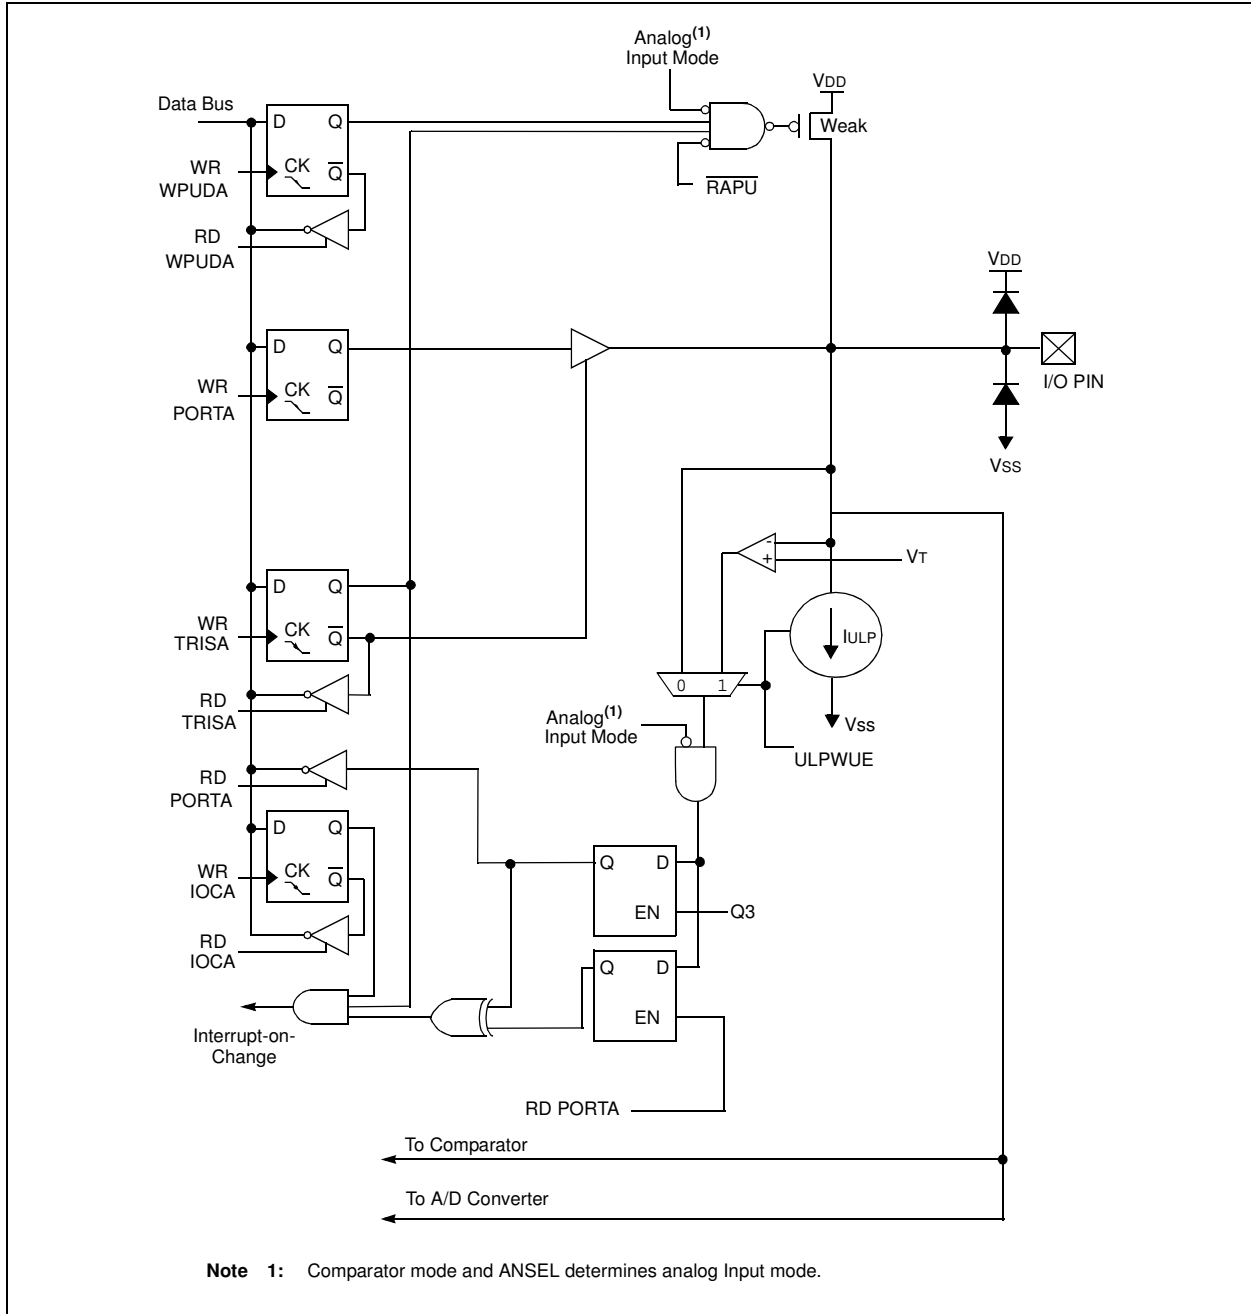 Analog(1)
Input Mode
VDD
Data Bus
D Q
Weak
WR
WPUDA
CK Q
RAPU
RD
WPUDA
VDD
D Q
WR
PORTA
CK Q
I/O PIN
VSS
D Q
-
+
VT
WR
TRISA
CK Q
IULP
0 1
RD
TRISA
Analog(1)
Input Mode
VSS
ULPWUE
RD
PORTA
D Q
WR
IOCA
CK Q
Q D
EN
Q3
RD
IOCA
Q D
EN
Interrupt-on-
Change
RD PORTA
To Comparator
To A/D Converter
Note 1: Comparator mode and ANSEL determines analog Input mode.